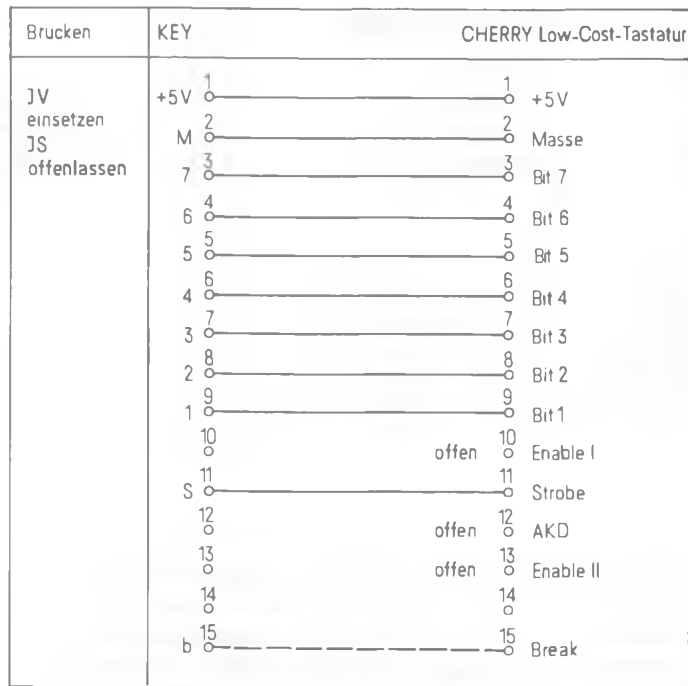 Brucken KEY CHERRY Low-Cost-Tastatur
JV
einsetzen
JS
offenlassen
1 1
+5V +5V
2 2
M Masse
3 3
7 Bit 7
4 4
6 Bit 6
5 5
5 Bit 5
6 6
4 Bit 4
7 7
3 Bit 3
8 8
2 Bit 2
9 9
1 Bit 1
10 10
offen Enable I
11 11
S Strobe
12 12
offen AKD
13 13
offen Enable II
14 14
15 15
b Break